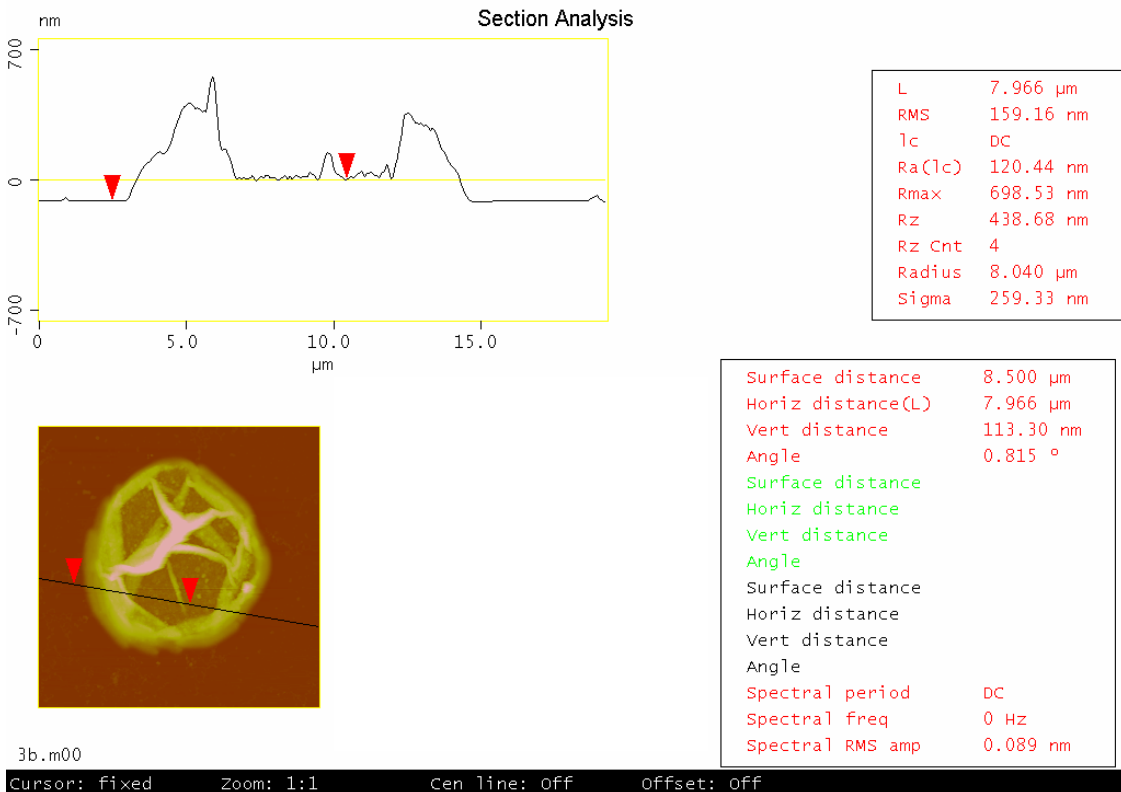 Section Analysis
nm
700
0
-700
0 5.0 10.0 15.0
µm
L 7.966 µm
RMS 159.16 nm
lc DC
Ra(lc) 120.44 nm
Rmax 698.53 nm
Rz 438.68 nm
Rz Cnt 4
Radius 8.040 µm
Sigma 259.33 nm
Surface distance 8.500 µm
Horiz distance(L) 7.966 µm
Vert distance 113.30 nm
Angle 0.815 °
Surface distance
Horiz distance
Vert distance
Angle
Surface distance
Horiz distance
Vert distance
Angle
Spectral period DC
Spectral freq 0 Hz
Spectral RMS amp 0.089 nm
3b.m00
Cursor: fixed Zoom: 1:1 Cen line: Off Offset: Off